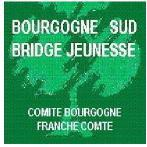 BOURGOGNE SUD
BRIDGE JEUNESSE
COMITE BOURGOGNE
FRANCHE COMTE